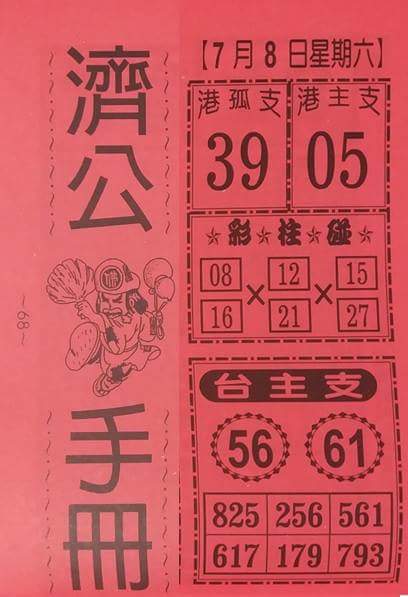 濟公手冊
~68~
【7月8日星期六】
港孤支 港主支
39 05
☆彩☆柱☆碰☆
08 × 12 × 15
16 21 27
台主支
56 61
825 256 561
617 179 793